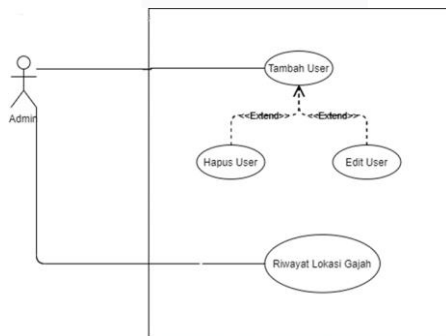 Tambah User
Admin
<<Extend>> <<Extend>>
Hapus User
Edit User
Riwayat Lokasi Gajah